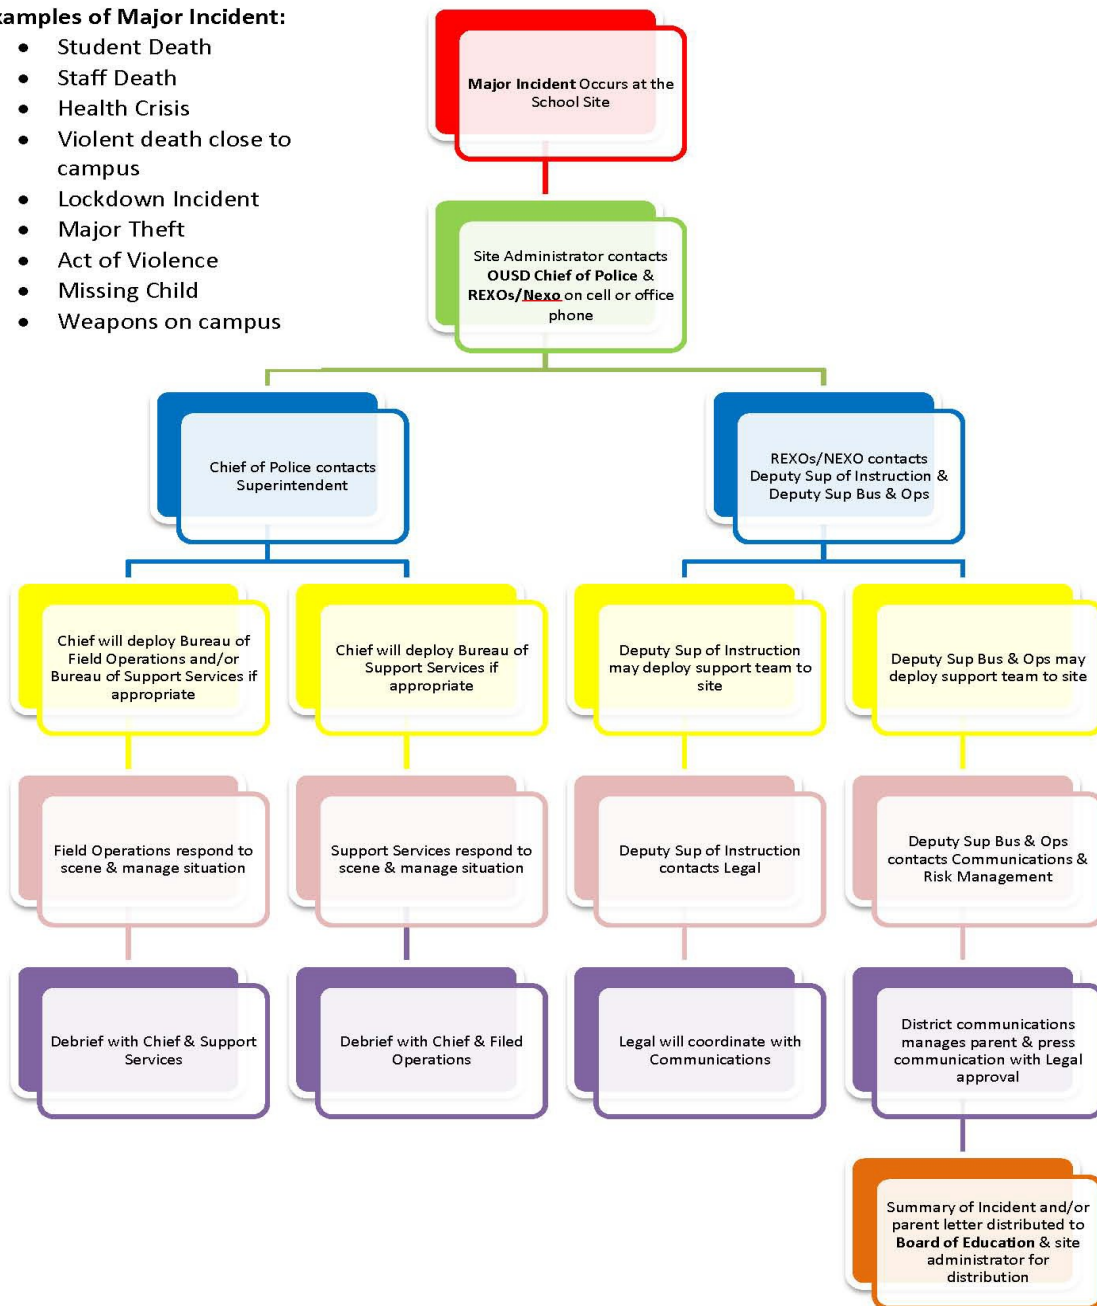 xamples of Major Incident:
• Student Death
• Staff Death
• Health Crisis
• Violent death close to
campus
• Lockdown Incident
• Major Theft
• Act of Violence
• Missing Child
• Weapons on campus
Major Incident Occurs at the
School Site
Site Administrator contacts
OUSD Chief of Police &
REXOs/Nexo on cell or office
phone
Chief of Police contacts
Superintendent
REXOs/NEXO contacts
Deputy Sup of Instruction &
Deputy Sup Bus & Ops
Chief will deploy Bureau of
Field Operations and/or
Bureau of Support Services if
appropriate
Chief will deploy Bureau of
Support Services if
appropriate
Deputy Sup of Instruction
may deploy support team to
site
Deputy Sup Bus & Ops may
deploy support team to site
Field Operations respond to
scene & manage situation
Support Services respond to
scene & manage situation
Deputy Sup of Instruction
contacts Legal
Deputy Sup Bus & Ops
contacts Communications &
Risk Management
Debrief with Chief & Support
Services
Debrief with Chief & Filed
Operations
Legal will coordinate with
Communications
District communications
manages parent & press
communication with Legal
approval
Summary of Incident and/or
parent letter distributed to
Board of Education & site
administrator for
distribution